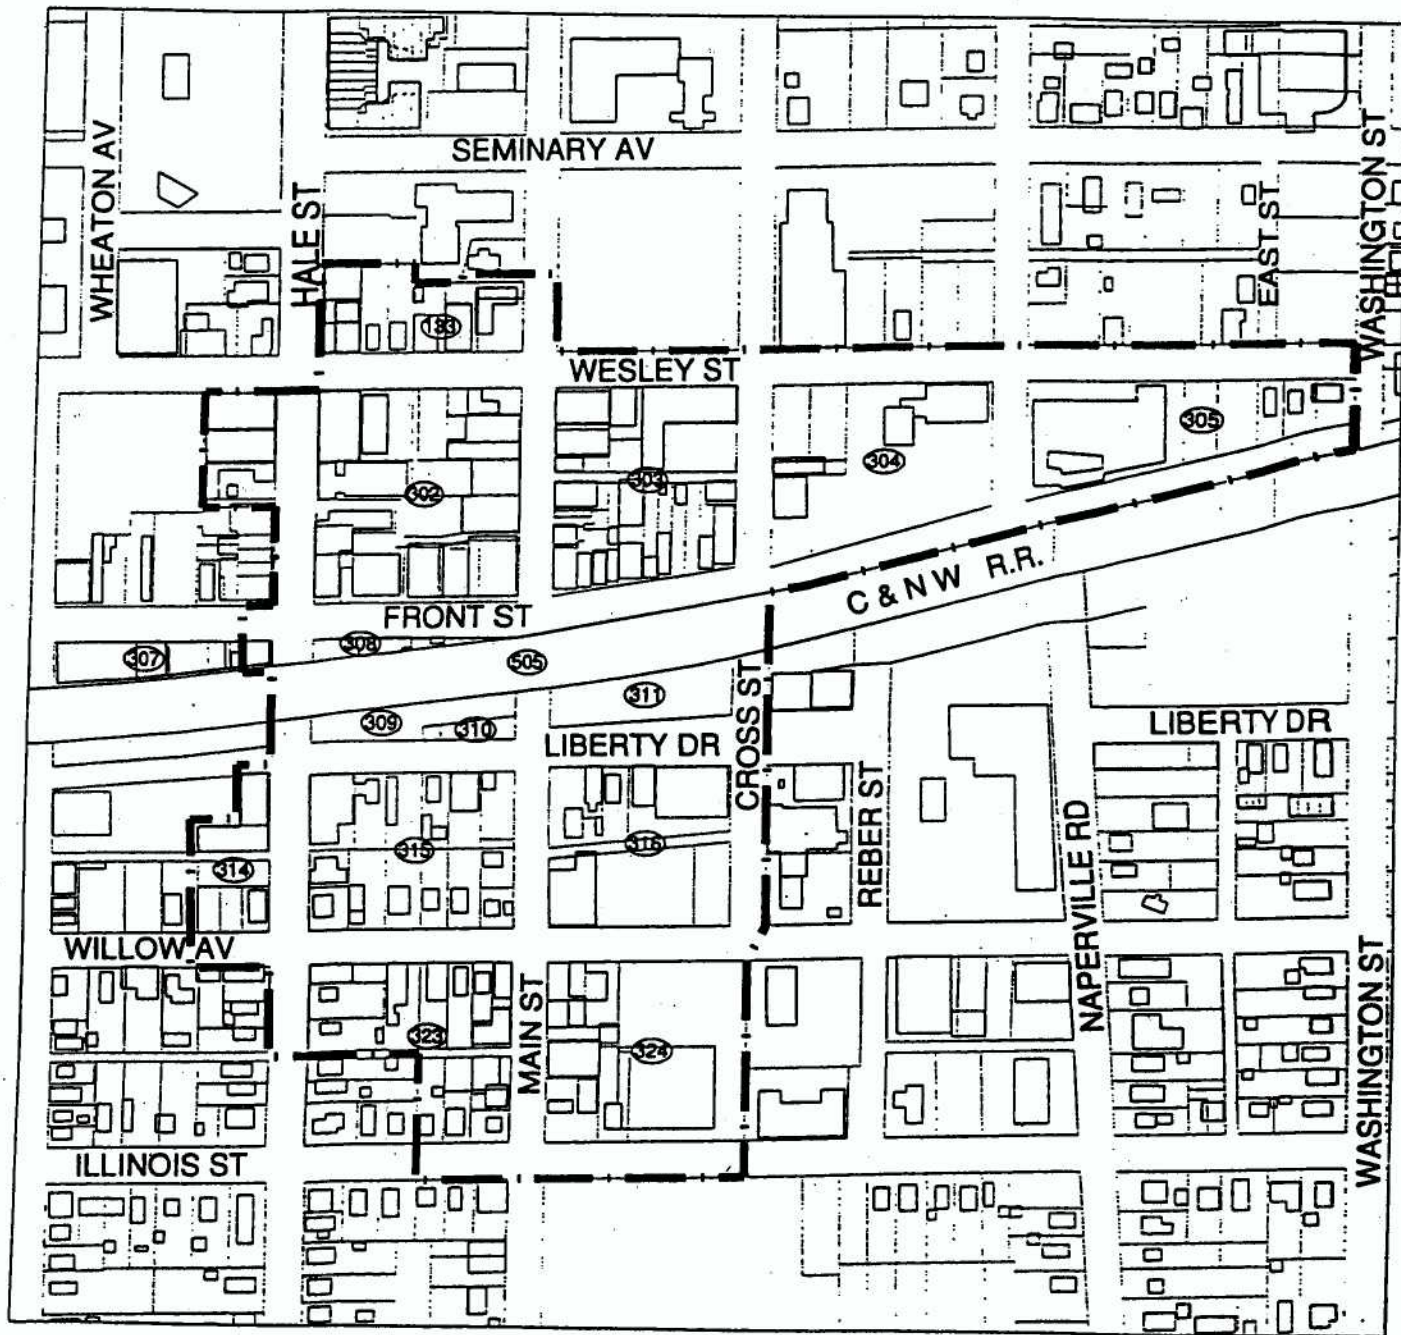 SEMINARY AV
WHEATON AV
HALE ST
EAST ST
WASHINGTON ST
133
WESLEY ST
305
304
303
302
C & N W R.R.
FRONT ST
308
307
505
311
309
310
CROSS ST
LIBERTY DR
LIBERTY DR
REBER ST
NAPERVILLE RD
315
316
314
WILLOW AV
MAIN ST
323
324
WASHINGTON ST
ILLINOIS ST